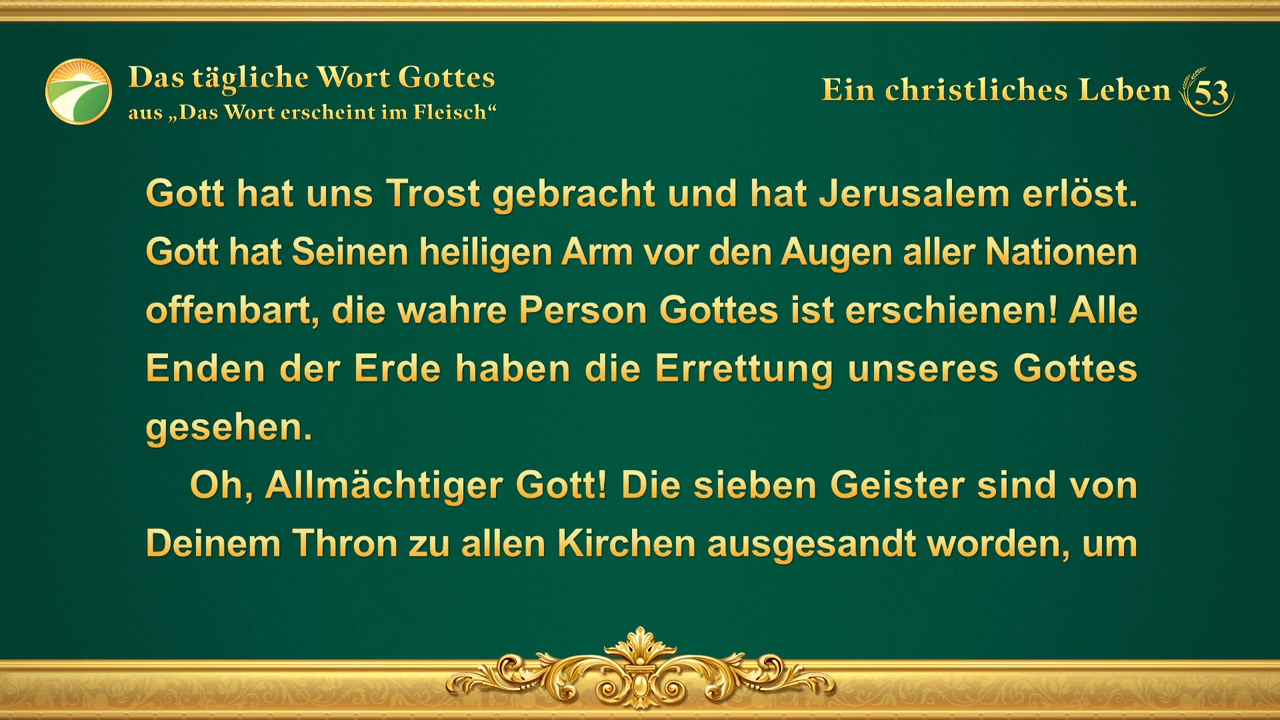 Das tägliche Wort Gottes
aus „Das Wort erscheint im Fleisch“
Ein christliches Leben 53
Gott hat uns Trost gebracht und hat Jerusalem erlöst.
Gott hat Seinen heiligen Arm vor den Augen aller Nationen
offenbart, die wahre Person Gottes ist erschienen! Alle
Enden der Erde haben die Errettung unseres Gottes
gesehen.
Oh, Allmächtiger Gott! Die sieben Geister sind von
Deinem Thron zu allen Kirchen ausgesandt worden, um